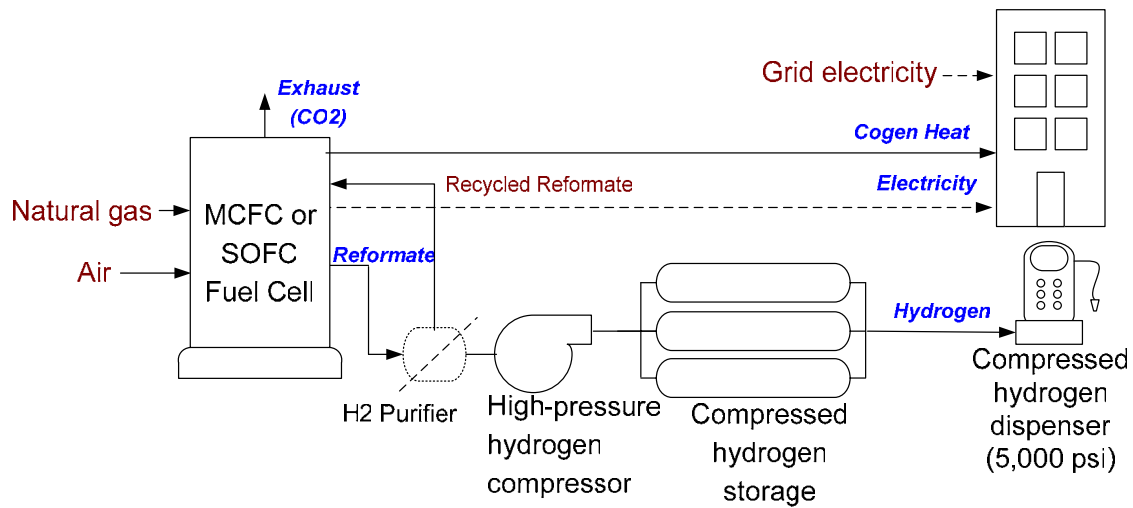 Exhaust
(CO2)
Grid electricity
Cogen Heat
Recycled Reformate
Electricity
Natural gas
MCFC or
SOFC
Fuel Cell
Air
Reformate
Hydrogen
H2 Purifier
High-pressure
hydrogen
compressor
Compressed
hydrogen
storage
Compressed
hydrogen
dispenser
(5,000 psi)